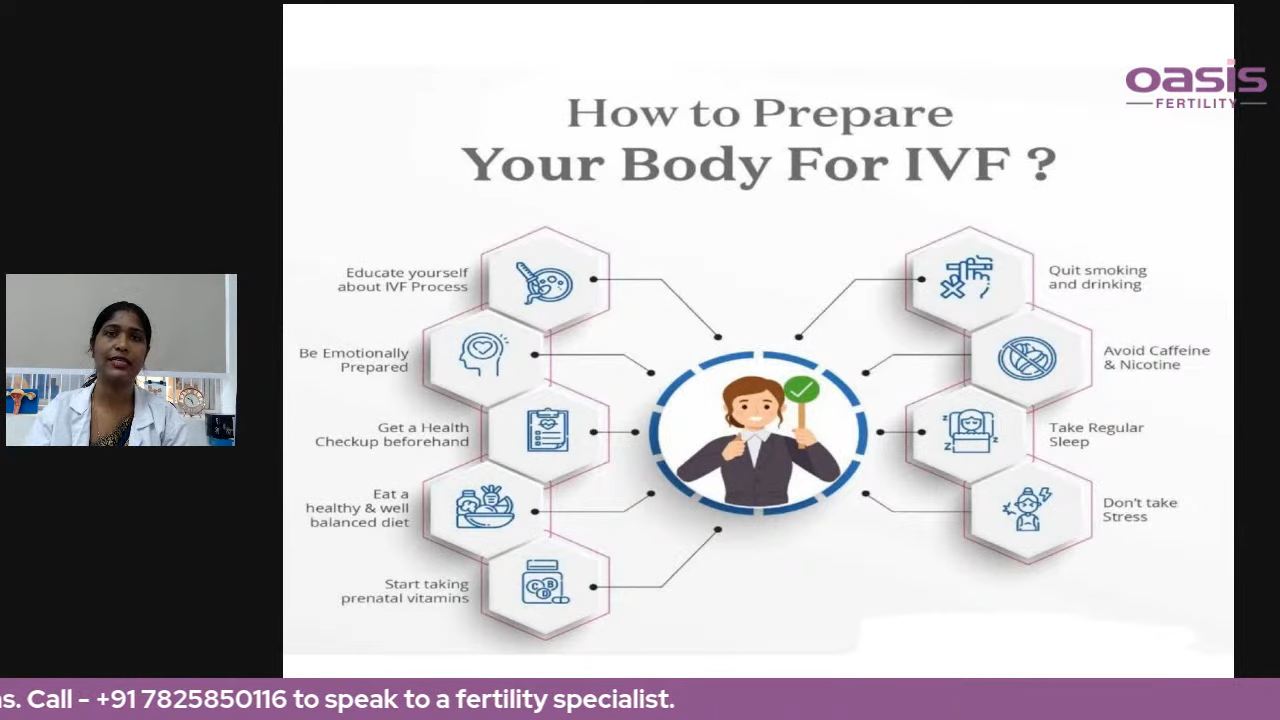 oasis
FERTILITY
How to Prepare
Your Body For IVF ?
Educate yourself
about IVF Process
Be Emotionally
Prepared
Get a Health
Checkup beforehand
Eat a
healthy & well
balanced diet
Start taking
prenatal vitamins
Quit smoking
and drinking
Avoid Caffeine
& Nicotine
Take Regular
Sleep
Don't take
Stress
z
z
z
C B
D
s. Call - +91 7825850116 to speak to a fertility specialist.